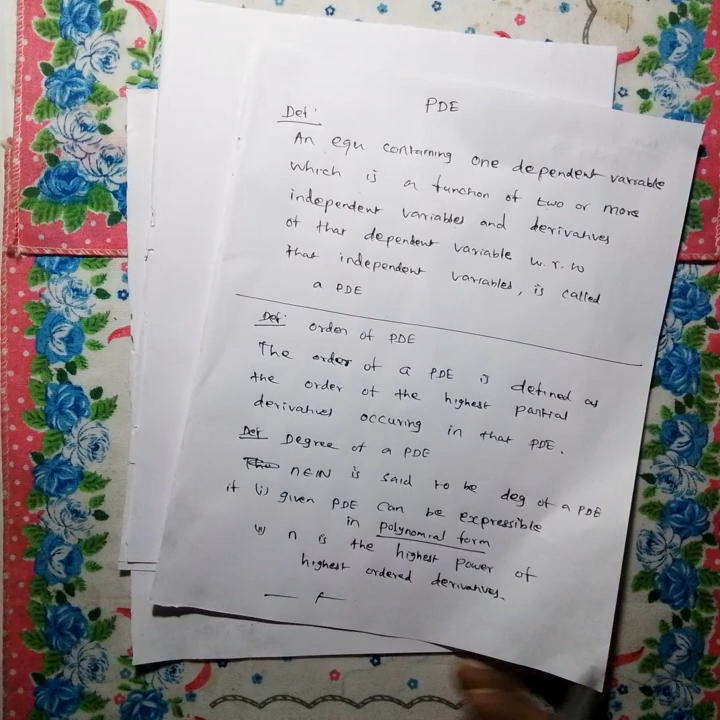 PDE
Def:
An equn containing one dependent variable
which is a function of two or more
independent variables and derivatives
of that dependent variable w.r.to
that independent variables, is called
a PDE
Def: order of PDE
The order of a PDE is defined as
the order of the highest partial
derivatives occuring in that PDE.
Def Degree of a PDE
n∈IN is said to be deg of a PDE
if (i) given PDE can be expressible
in polynomial form
ii) n is the highest power of
highest ordered derivatives.